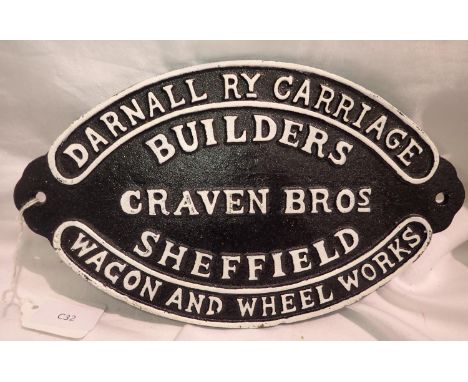 DARNALL RY CARRIAGE
BUILDERS
CRAVEN BROS
SHEFFIELD
WAGON AND WHEEL WORKS
C32